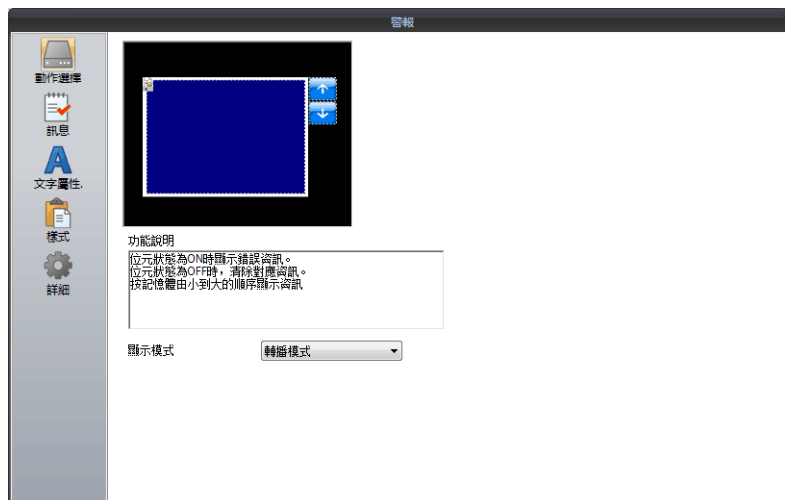 警報
動作選擇
訊息
文字屬性.
樣式
詳細
功能說明
位元狀態為ON時顯示錯誤資訊。
位元狀態為OFF時，清除對應資訊。
按記憶體由小到大的順序顯示資訊
顯示模式
轉播模式